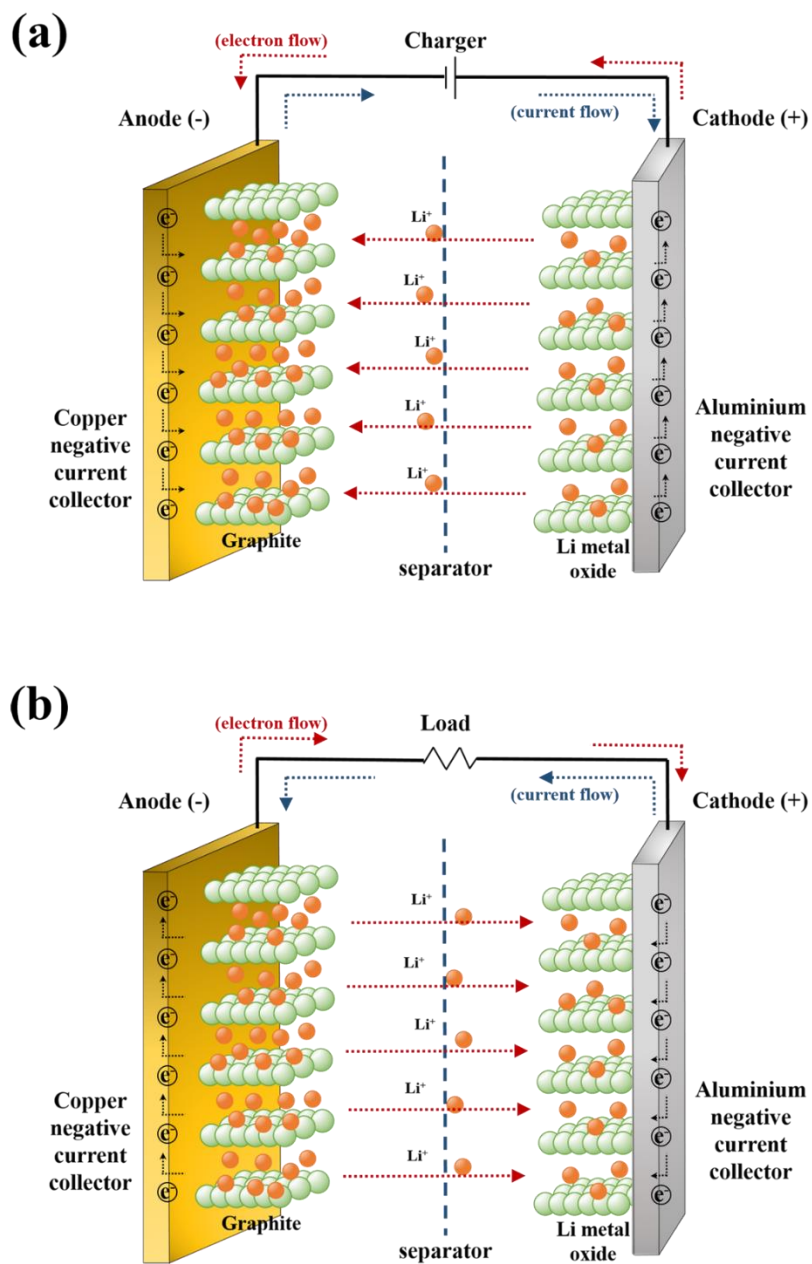 (a)
(electron flow)
Charger
Anode (-)
(current flow)
Cathode (+)
e⁻
e⁻
e⁻
e⁻
e⁻
e⁻
Li⁺
Li⁺
Li⁺
Li⁺
Li⁺
e⁻
e⁻
e⁻
e⁻
e⁻
e⁻
Copper
negative
current
collector
Aluminium
negative
current
collector
Graphite
separator
Li metal
oxide
(b)
(electron flow)
Load
Anode (-)
(current flow)
Cathode (+)
e⁻
e⁻
e⁻
e⁻
e⁻
e⁻
Li⁺
Li⁺
Li⁺
Li⁺
Li⁺
e⁻
e⁻
e⁻
e⁻
e⁻
e⁻
Copper
negative
current
collector
Aluminium
negative
current
collector
Graphite
separator
Li metal
oxide